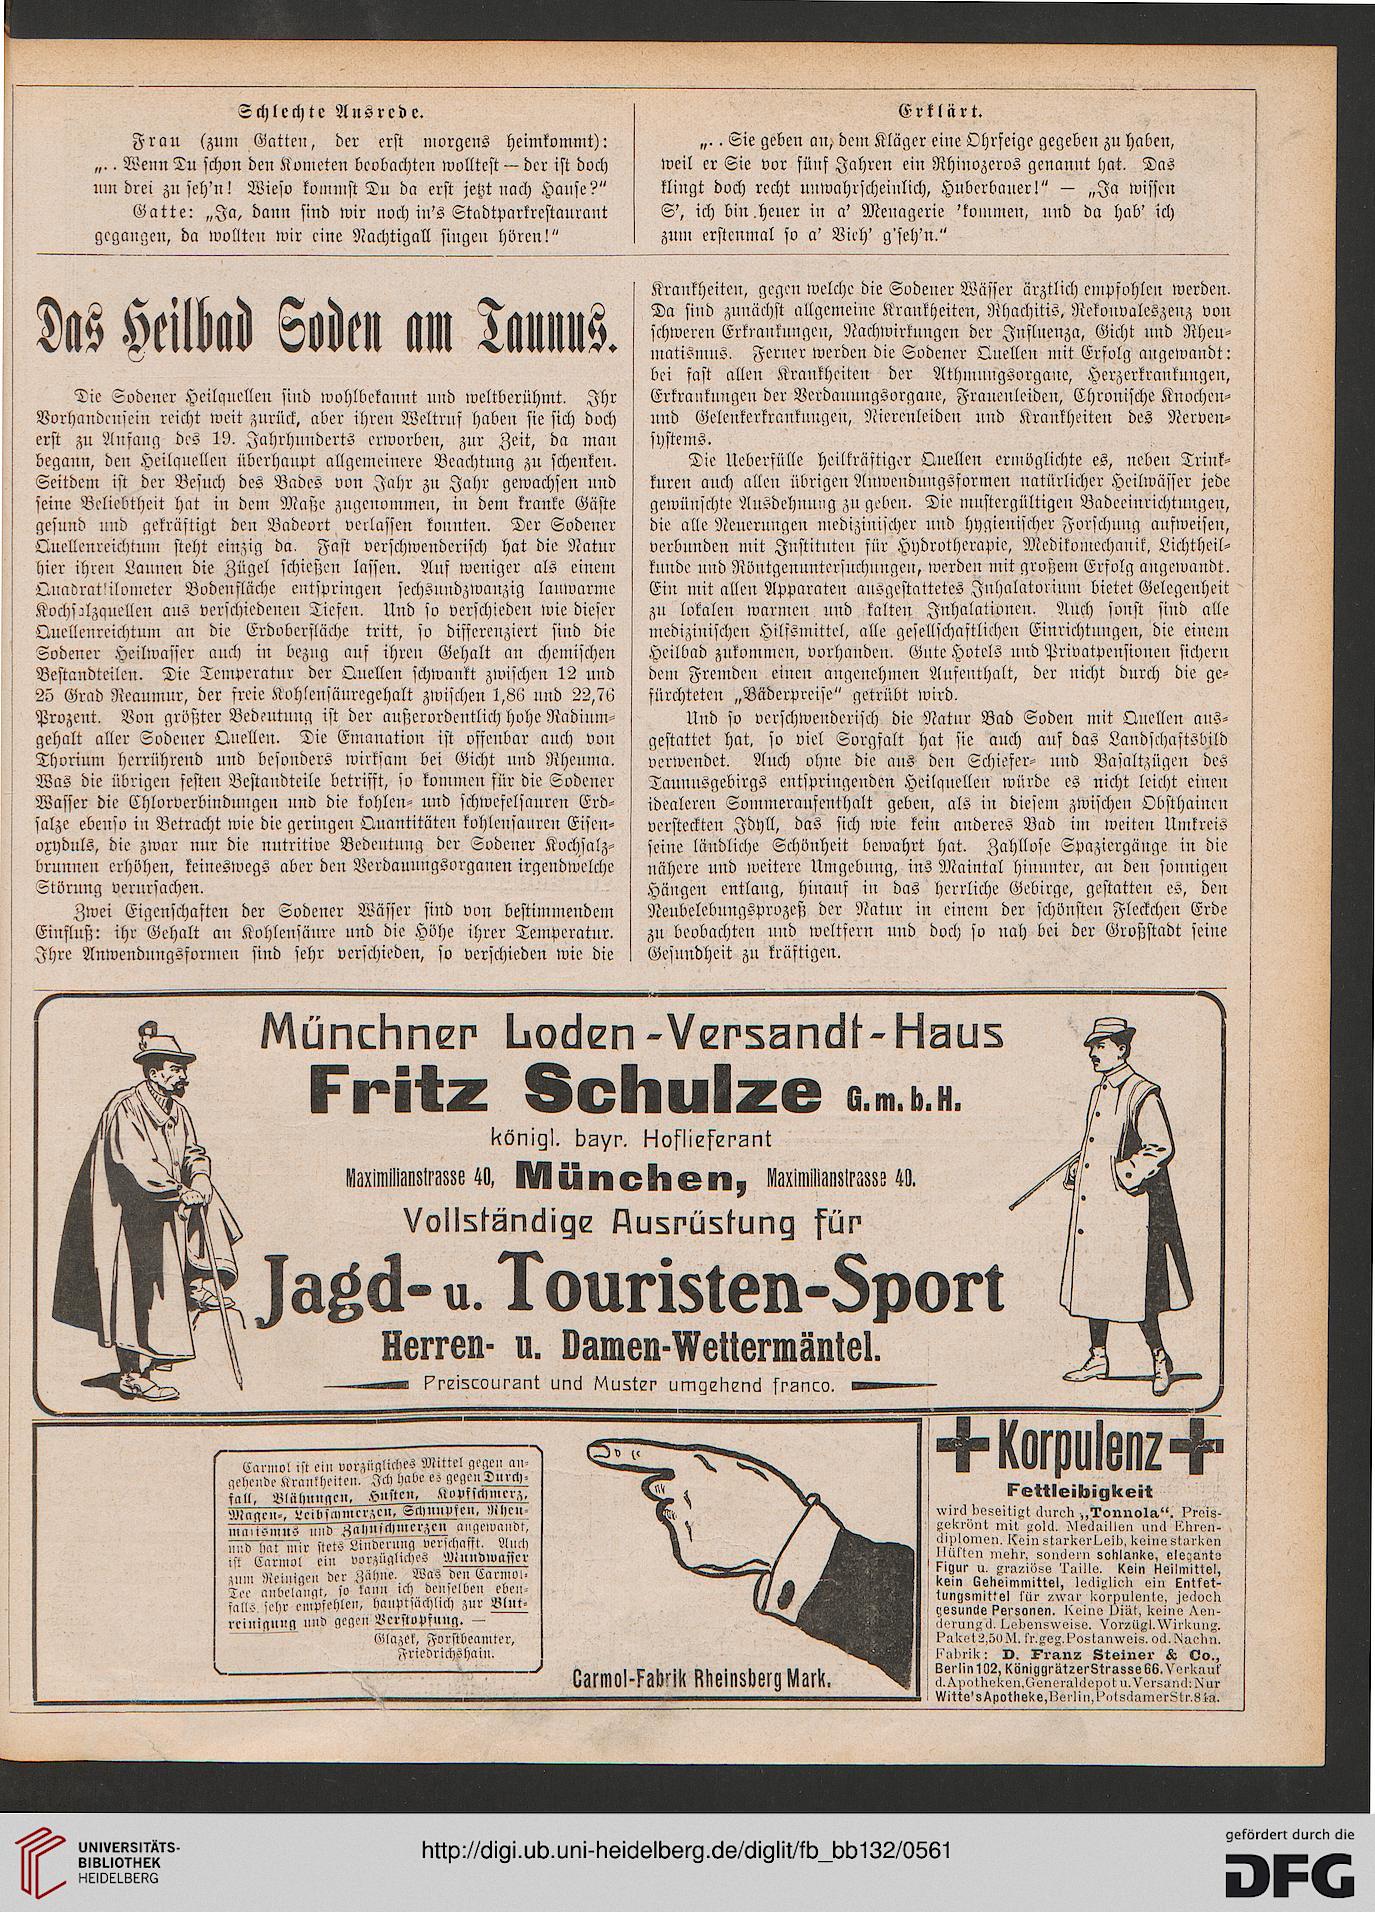 Schlechte Ausrede.
Frau (zum Gatten, der erst morgens heimkommt):
„. . Wenn Du schon den Kometen beobachten wolltest — der ist doch
um drei zu seh'n! Wieso kommst Du da erst jetzt nach Hause?“
Gatte: „Ja, dann sind wir noch in's Stadtparkrestaurant
gegangen, da wollten wir eine Nachtigall singen hören!“
Erklärt.
„. . Sie geben an, dem Kläger eine Ohrfeige gegeben zu haben,
weil er Sie vor fünf Jahren ein Rhinozeros genannt hat. Das
klingt doch recht unwahrscheinlich, Huberbauer!“ — „Ja wissen
S', ich bin heuer in a' Menagerie 'kommen, und da hab' ich
zum erstenmal so a' Vieh' g'seh'n.“
Das Heilbad Soden am Taunus.
Die Sodener Heilquellen sind wohlbekannt und weltberühmt. Ihr
Vorhandensein reicht weit zurück, aber ihren Weltruf haben sie sich doch
erst zu Anfang des 19. Jahrhunderts erworben, zur Zeit, da man
begann, den Heilquellen überhaupt allgemeinere Beachtung zu schenken.
Seitdem ist der Besuch des Bades von Jahr zu Jahr gewachsen und
seine Beliebtheit hat in dem Maße zugenommen, in dem kranke Gäste
gesund und gekräftigt den Badeort verlassen konnten. Der Sodener
Quellenreichtum steht einzig da. Fast verschwenderisch hat die Natur
hier ihren Launen die Zügel schießen lassen. Auf weniger als einem
Quadratkilometer Bodenfläche entspringen sechsundzwanzig lauwarme
Kochsalzquellen aus verschiedenen Tiefen. Und so verschieden wie dieser
Quellenreichtum an die Erdoberfläche tritt, so differenziert sind die
Sodener Heilwasser auch in bezug auf ihren Gehalt an chemischen
Bestandteilen. Die Temperatur der Quellen schwankt zwischen 12 und
25 Grad Reaumur, der freie Kohlensäuregehalt zwischen 1,86 und 22,76
Prozent. Von größter Bedeutung ist der außerordentlich hohe Radium-
gehalt aller Sodener Quellen. Die Emanation ist offenbar auch von
Thorium herrührend und besonders wirksam bei Gicht und Rheuma.
Was die übrigen festen Bestandteile betrifft, so kommen für die Sodener
Wasser die Chlorverbindungen und die kohlen- und schwefelsauren Erd-
salze ebenso in Betracht wie die geringen Quantitäten kohlensauren Eisen-
oxyduls, die zwar nur die nutritive Bedeutung der Sodener Kochsalz-
brunnen erhöhen, keineswegs aber den Verdauungsorganen irgendwelche
Störung verursachen.
Zwei Eigenschaften der Sodener Wässer sind von bestimmendem
Einfluß: ihr Gehalt an Kohlensäure und die Höhe ihrer Temperatur.
Ihre Anwendungsformen sind sehr verschieden, so verschieden wie die
Krankheiten, gegen welche die Sodener Wässer ärztlich empfohlen werden.
Da sind zunächst allgemeine Krankheiten, Rhachitis, Rekonvaleszenz von
schweren Erkrankungen, Nachwirkungen der Influenza, Gicht und Rheu-
matismus. Ferner werden die Sodener Quellen mit Erfolg angewandt:
bei fast allen Krankheiten der Athmungsorgane, Herzerkrankungen,
Erkrankungen der Verdauungsorgane, Frauenleiden, Chronische Knochen-
und Gelenkerkrankungen, Nierenleiden und Krankheiten des Nerven-
systems.
Die Ueberfülle heilkräftiger Quellen ermöglichte es, neben Trink-
kuren auch allen übrigen Anwendungsformen natürlicher Heilwässer jede
gewünschte Ausdehnung zu geben. Die mustergültigen Badeeinrichtungen,
die alle Neuerungen medizinischer und hygienischer Forschung aufweisen,
verbunden mit Instituten für Hydrotherapie, Medikomechanik, Lichtheil-
kunde und Röntgenuntersuchungen, werden mit großem Erfolg angewandt.
Ein mit allen Apparaten ausgestattetes Inhalatorium bietet Gelegenheit
zu lokalen warmen und kalten Inhalationen. Auch sonst sind alle
medizinischen Hilfsmittel, alle gesellschaftlichen Einrichtungen, die einem
Heilbad zukommen, vorhanden. Gute Hotels und Privatpensionen sichern
dem Fremden einen angenehmen Aufenthalt, der nicht durch die ge-
fürchteten „Bäderpreise“ getrübt wird.
Und so verschwenderisch die Natur Bad Soden mit Quellen aus-
gestattet hat, so viel Sorgfalt hat sie auch auf das Landschaftsbild
verwendet. Auch ohne die aus den Schiefer- und Basaltzügen des
Taunusgebirgs entspringenden Heilquellen würde es nicht leicht einen
idealeren Sommeraufenthalt geben, als in diesem zwischen Obsthainen
versteckten Idyll, das sich wie kein anderes Bad im weiten Umkreis
seine ländliche Schönheit bewahrt hat. Zahllose Spaziergänge in die
nähere und weitere Umgebung, ins Maintal hinunter, an den sonnigen
Hängen entlang, hinauf in das herrliche Gebirge, gestatten es, den
Neubelebungsprozeß der Natur in einem der schönsten Fleckchen Erde
zu beobachten und weltfern und doch so nah bei der Großstadt seine
Gesundheit zu kräftigen.
Münchner Loden-Versandt-Haus
Fritz Schulze G.m.b.H.
königl. bayr. Hoflieferant
Maximilianstrasse 40, München, Maximilianstrasse 40.
Vollständige Ausrüstung für
Jagd- u. Touristen-Sport
Herren- u. Damen-Wettermäntel.
Preiscourant und Muster umgehend franco.
Carmol ist ein vorzügliches Mittel gegen an-
gehende Krankheiten. Ich habe es gegen Durch-
fall, Blähungen, Husten, Kopfschmerz,
Magen-, Leibschmerzen, Schnupfen, Rheu-
matismus und Zahnschmerzen angewandt,
und hat mir stets Linderung verschafft. Auch
ist Carmol ein vorzügliches Mundwasser
zum Reinigen der Zähne. Was den Carmol-
Tee anbelangt, so kann ich denselben eben-
falls sehr empfehlen, hauptsächlich zur Blut-
reinigung und gegen Verstopfung. —
Glazek, Forstbeamter,
Friedrichshain.
Carmol-Fabrik Rheinsberg Mark.
Korpulenz
Fettleibigkeit
wird beseitigt durch „Tonnola“. Preis-
gekrönt mit gold. Medaillen und Ehren-
diplomen. Kein starker Leib, keine starken
Hüften mehr, sondern schlanke, elegante
Figur u. graziöse Taille. Kein Heilmittel,
kein Geheimmittel, lediglich ein Entfet-
tungsmittel für zwar korpulente, jedoch
gesunde Personen. Keine Diät, keine Aen-
derung d. Lebensweise. Vorzügl. Wirkung.
Paket 2,50 M. fr. geg. Postanweis. od. Nachn.
Fabrik: D. Franz Steiner & Co.,
Berlin 102, Königgrätzer Strasse 66. Verkauf
d. Apotheken, Generaldepot u. Versand: Nur
Witte's Apotheke, Berlin, Potsdamer Str. 84a.
UNIVERSITÄTS-
BIBLIOTHEK
HEIDELBERG
http://digi.ub.uni-heidelberg.de/diglit/fb_bb132/0561
gefördert durch die
DFG